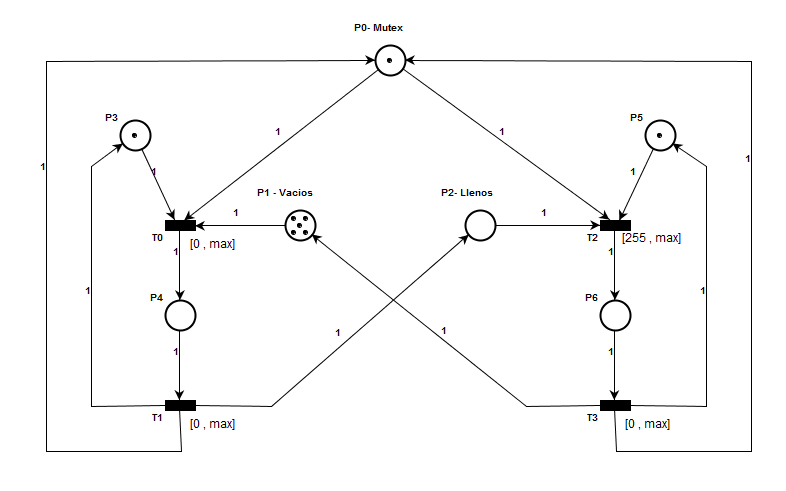 P0- Mutex
P3
P5
1
1
1
1
1
1
P1 - Vacios
P2- Llenos
1
1
T0
[0 , max]
T2
[255 , max]
1
1
P4
P6
1
1
1
1
1
1
T1
[0 , max]
T3
[0 , max]